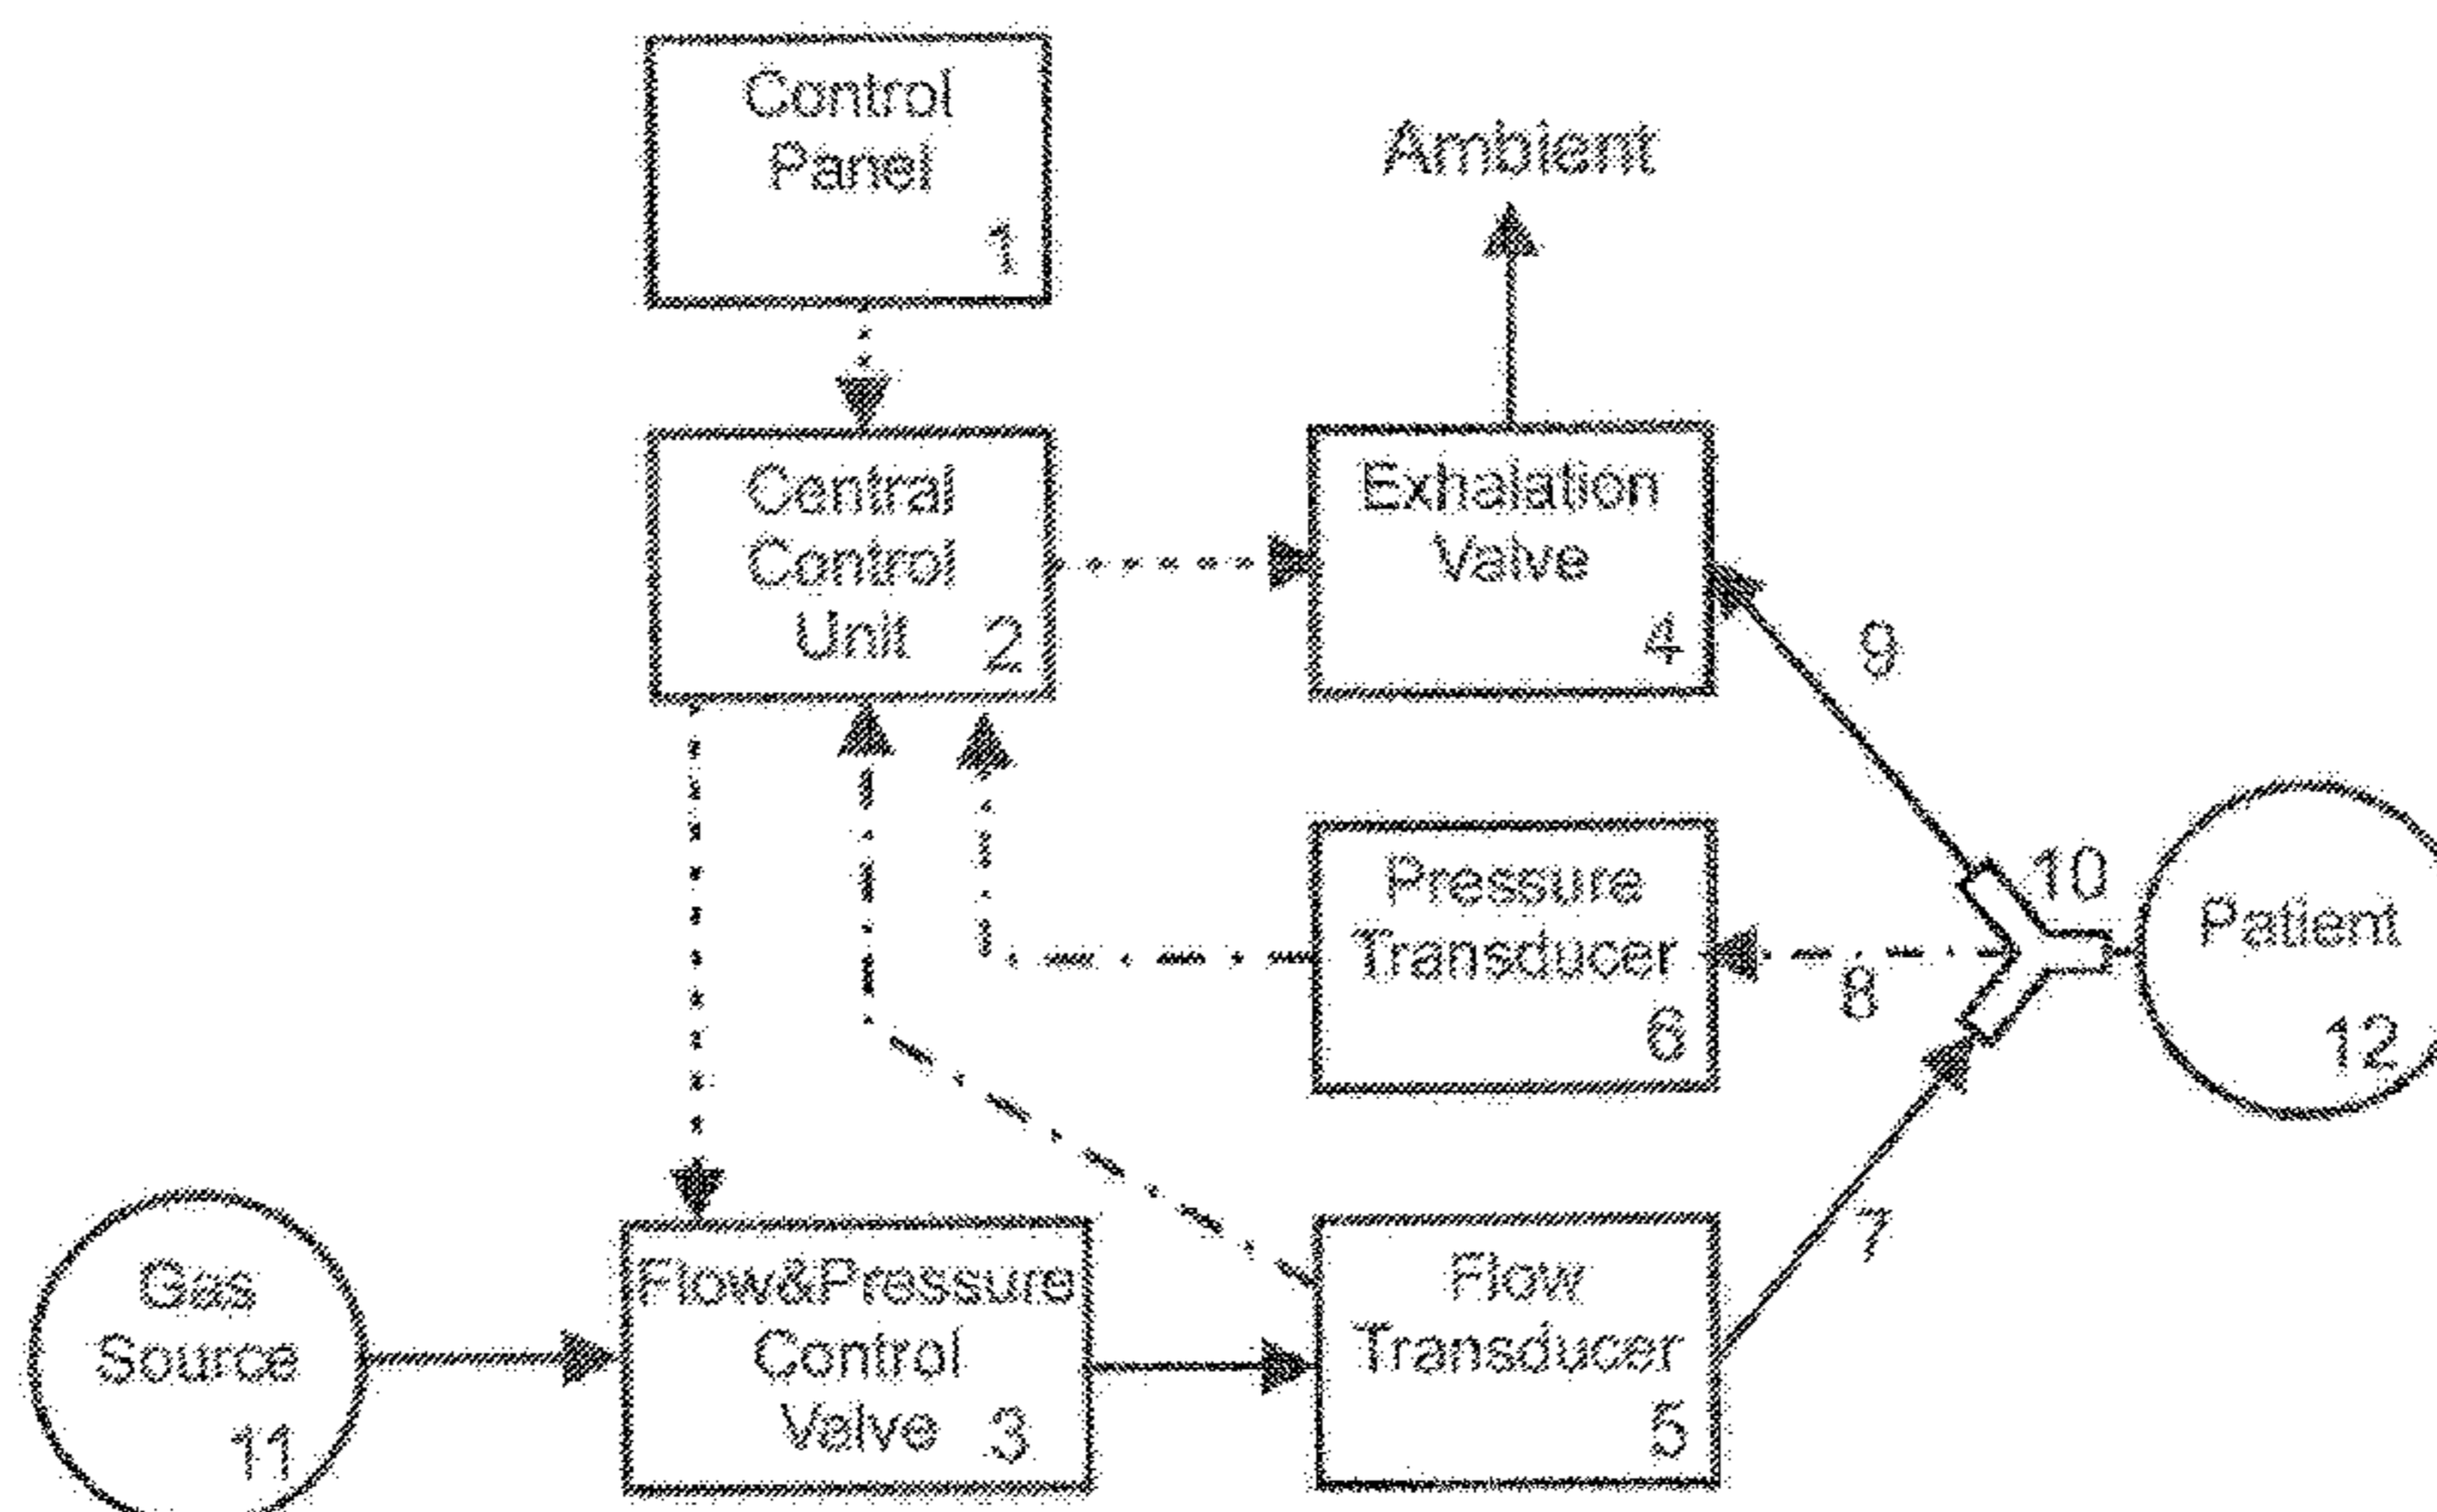 Control
Panel
1
Ambient
Central
Control
Unit 2
Exhalation
Valve
4
9
Pressure
Transducer
6
8
10
Patient
12
Gas
Source
11
Flow&Pressure
Control
Valve 3
Flow
Transducer
5
7